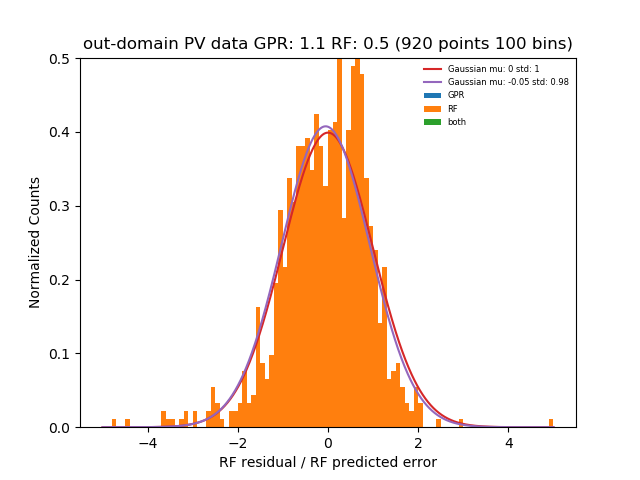 out-domain PV data GPR: 1.1 RF: 0.5 (920 points 100 bins)
Gaussian mu: 0 std: 1
Gaussian mu: -0.05 std: 0.98
GPR
RF
both
Normalized Counts
0.5
0.4
0.3
0.2
0.1
0.0
−4
−2
0
2
4
RF residual / RF predicted error